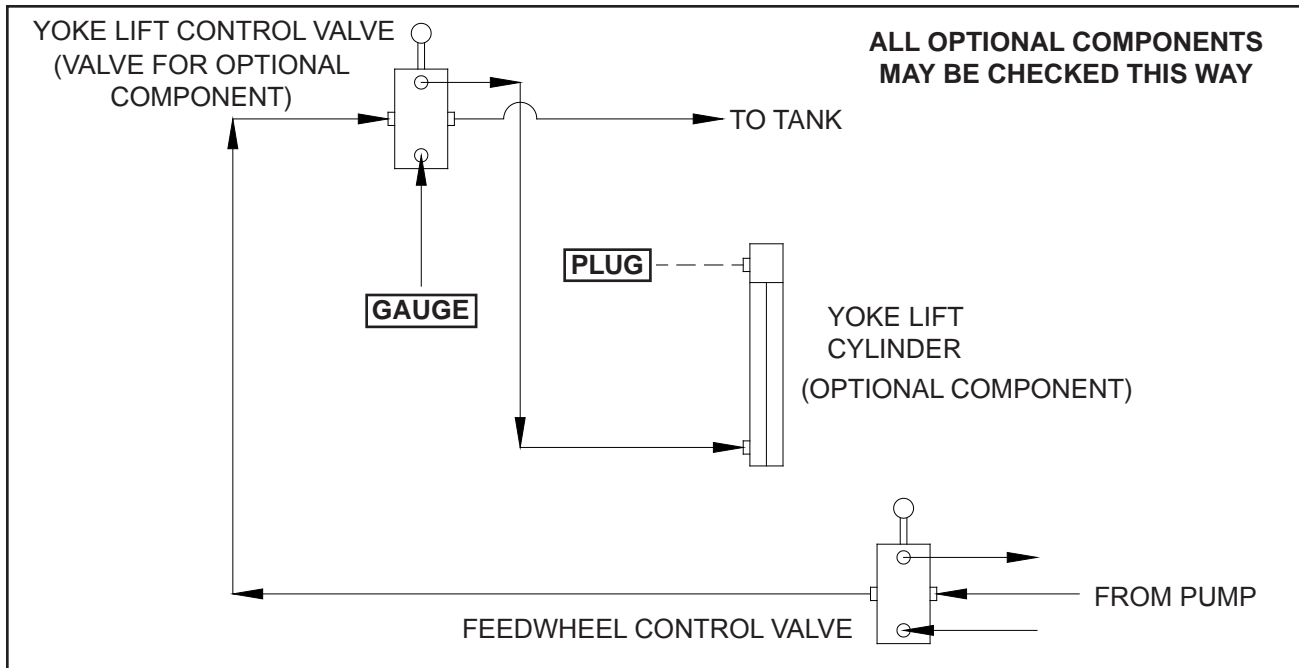 YOKE LIFT CONTROL VALVE
(VALVE FOR OPTIONAL
COMPONENT)
ALL OPTIONAL COMPONENTS
MAY BE CHECKED THIS WAY
TO TANK
PLUG
GAUGE
YOKE LIFT
CYLINDER
(OPTIONAL COMPONENT)
FROM PUMP
FEEDWHEEL CONTROL VALVE